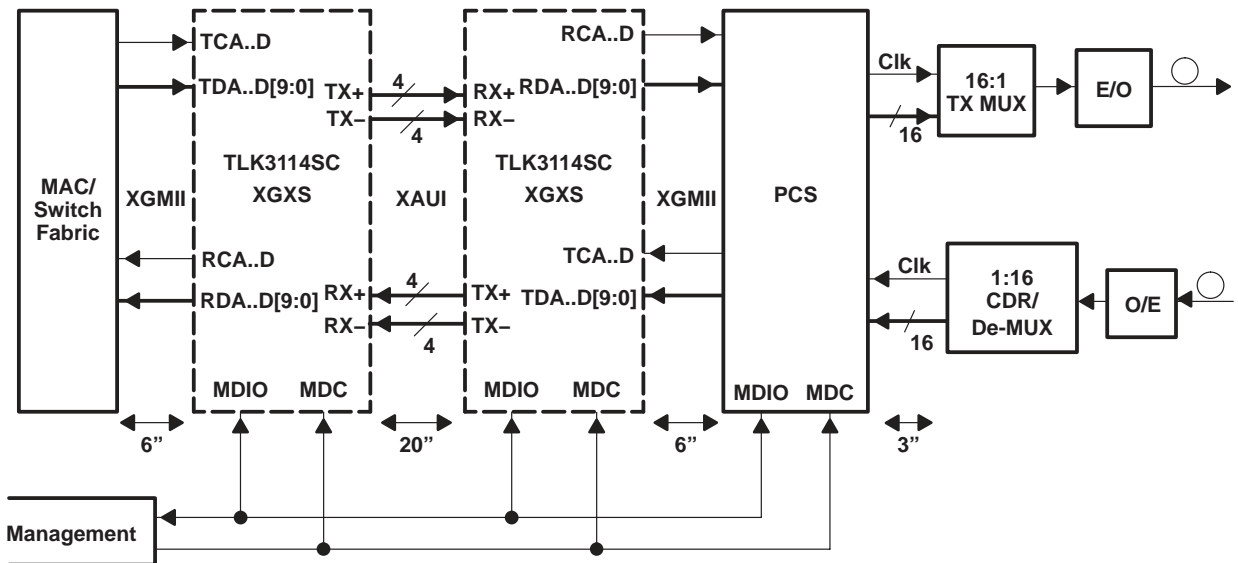 MAC/
Switch
Fabric
XGMII
TCA..D
TDA..D[9:0]
TX+
TX–
TLK3114SC
XGXS
RCA..D
RDA..D[9:0]
RX+
RX–
MDIO MDC
4
4
XAUI
4
4
RCA..D
RX+ RDA..D[9:0]
RX–
TLK3114SC
XGXS
TCA..D
TX+ TDA..D[9:0]
TX–
MDIO MDC
XGMII
PCS
MDIO MDC
Clk
16
16:1
TX MUX
E/O
Clk
16
1:16
CDR/
De-MUX
O/E
6”
20”
6”
3”
Management